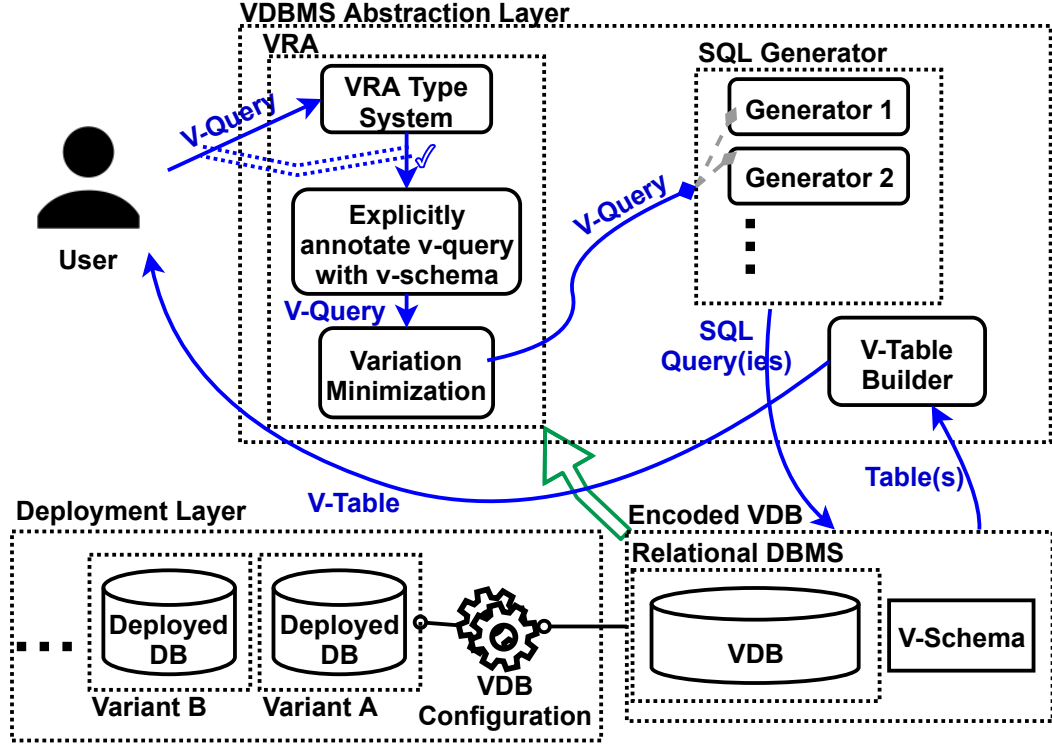 VDBMS Abstraction Layer
VRA
SQL Generator
VRA Type
System
Generator 1
Generator 2
V-Query
Explicitly
annotate v-query
with v-schema
V-Query
User
V-Query
Variation
Minimization
SQL
Query(ies)
V-Table
Builder
V-Table
Table(s)
Deployment Layer
Encoded VDB
Relational DBMS
Deployed
DB
Deployed
DB
VDB
V-Schema
Variant B
Variant A
VDB
Configuration